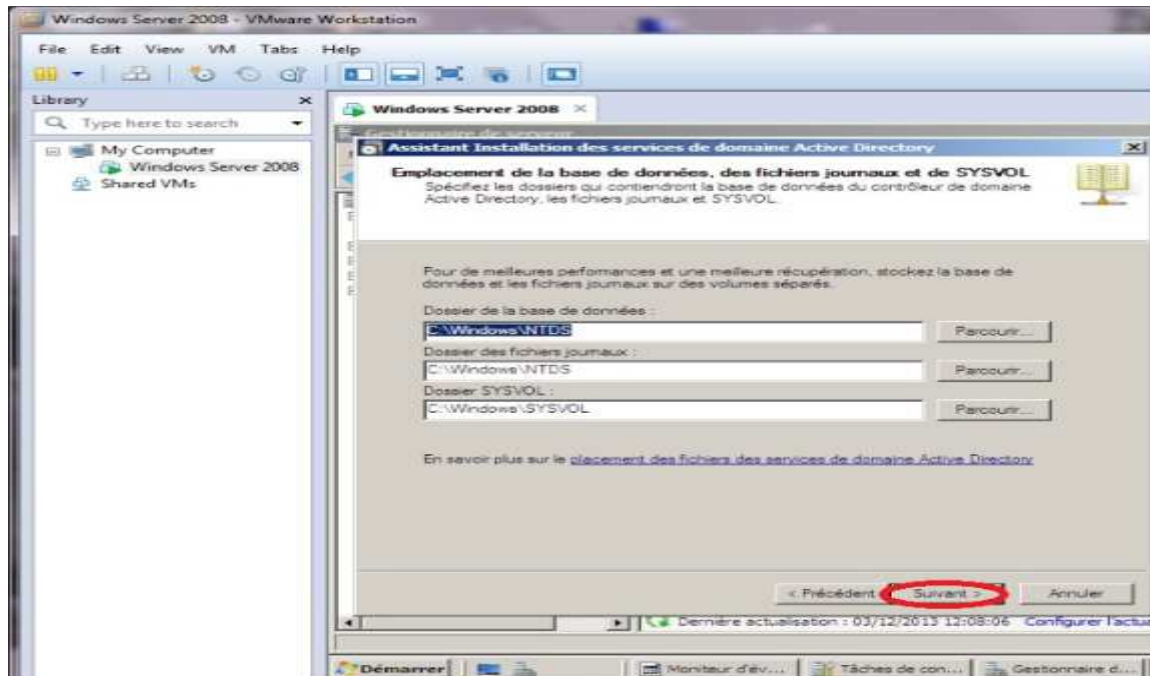 Windows Server 2008 - VMware Workstation
File Edit View VM Tabs Help
Library
Type here to search
My Computer
Windows Server 2008
Shared VMs
Windows Server 2008
Gestionnaire de serveur
Assistant Installation des services de domaine Active Directory
Emplacement de la base de données, des fichiers journaux et de SYSVOL
Spécifiez les dossiers qui contiendront la base de données du contrôleur de domaine
Active Directory, les fichiers journaux et SYSVOL.
Pour de meilleures performances et une meilleure récupération, stockez la base de
données et les fichiers journaux sur des volumes séparés.
Dossier de la base de données :
C:\Windows\NTDS
Parcourir...
Dossier des fichiers journaux :
C:\Windows\NTDS
Parcourir...
Dossier SYSVOL :
C:\Windows\SYSVOL
Parcourir...
En savoir plus sur le placement des fichiers des services de domaine Active Directory
< Précédent Suivant > Annuler
Dernière actualisation : 03/12/2013 12:08:06 Configurer l'actua
Démarrer
Moniteur d'év...
Tâches de con...
Gestionnaire d...